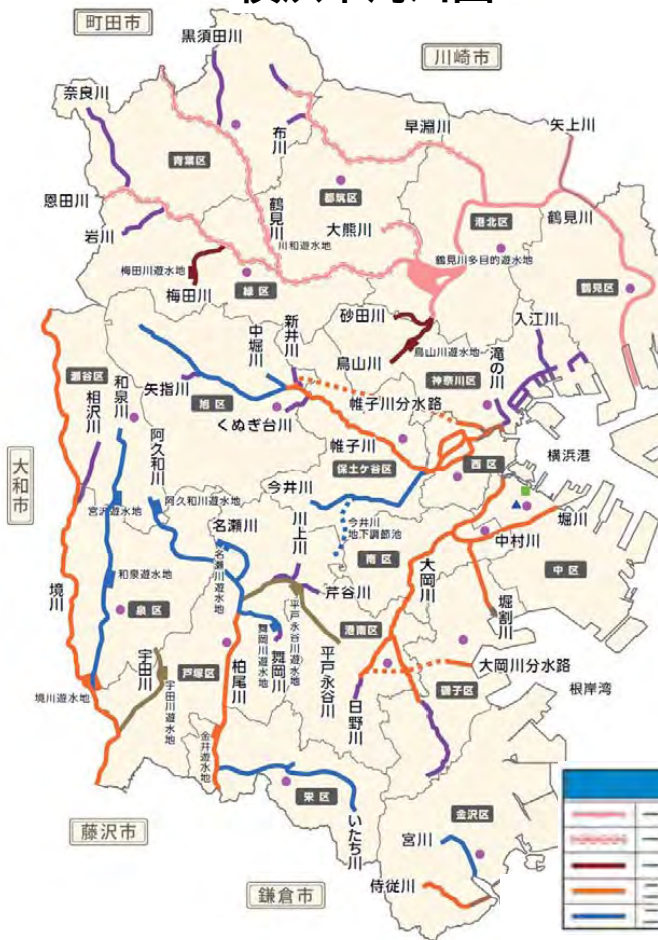 町田市
川崎市
黒須田川
奈良川
布川
早淵川
矢上川
青葉区
恩田川
都筑区
鶴見川
港北区
鶴見川
岩川
川和遊水地
大熊川
鶴見川多目的遊水地
梅田川遊水地
緑区
鶴見区
梅田川
砂田川
入江川
新井川
中堀川
鳥山川
鳥山川遊水地
滝の川
瀬谷区
和泉川
相沢川
矢指川
旭区
神奈川区
帷子川分水路
くぬぎ台川
阿久和川
帷子川
大和市
保土ケ谷区
西区
横浜港
今井川
宮沢遊水地
阿久和川遊水地
名瀬川
川上川
今井川
地下調節池
堀川
南区
中村川
名瀬川遊水地
大岡川
中区
和泉遊水地
芹谷川
境川
泉区
平戸永谷川遊水地
港南区
堀割川
宇田川
戸塚区
柏尾川
舞岡川遊水地
舞岡川
平戸永谷川
大岡川分水路
宇田川遊水地
日野川
磯子区
根岸湾
境川遊水地
金井遊水地
栄区
金沢区
いたち川
宮川
藤沢市
侍従川
鎌倉市